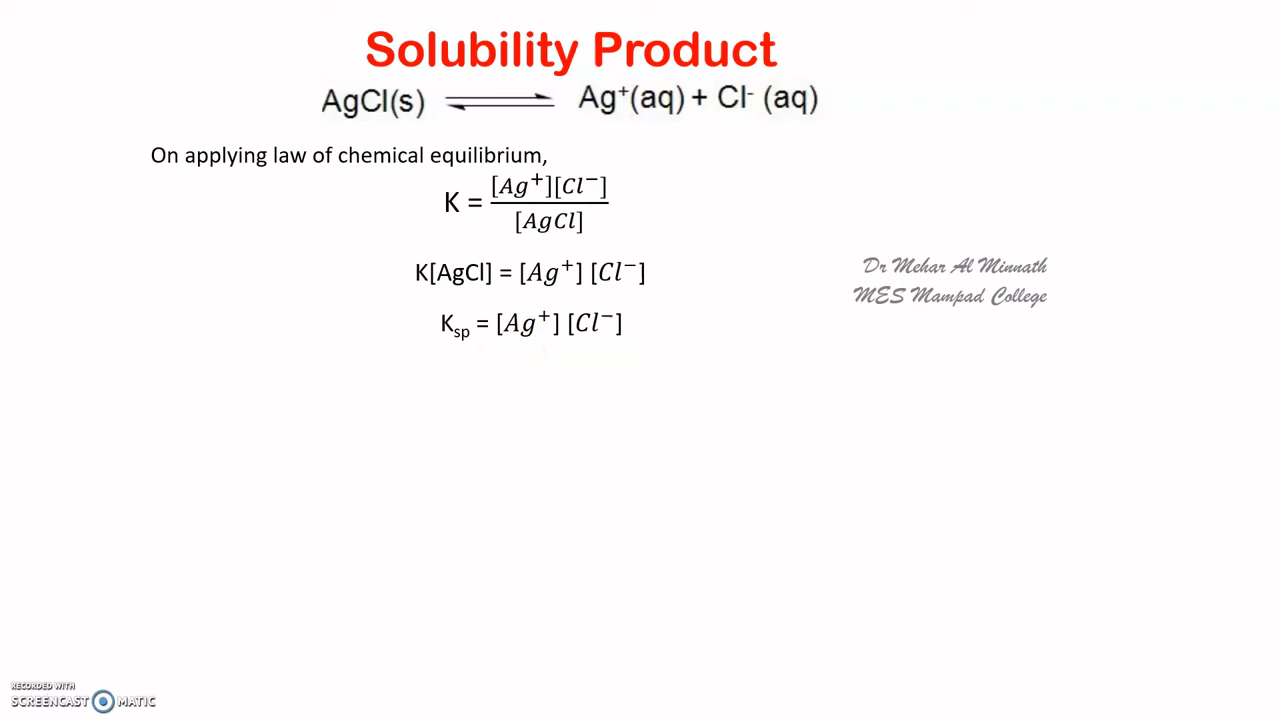 Solubility Product
AgCl(s) ⇌ Ag⁺(aq) + Cl⁻ (aq)
On applying law of chemical equilibrium,
K = [Ag⁺][Cl⁻] / [AgCl]
K[AgCl] = [Ag⁺] [Cl⁻]
Dr Mehar Al Minnath
MES Mampad College
Kₛₚ = [Ag⁺] [Cl⁻]
RECORDED WITH
SCREENCAST MATIC